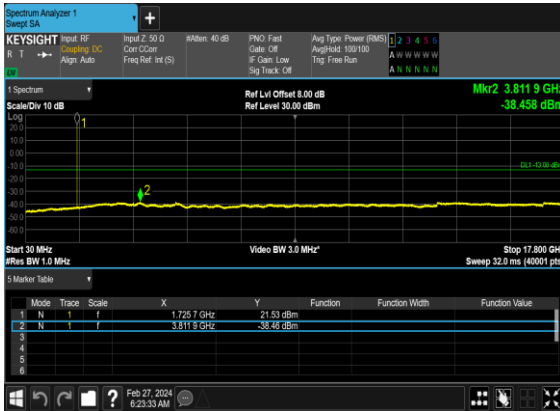 Spectrum Analyzer 1
Swept SA
+
KEYSIGHT Input: RF Input Z: 50 Ω #Atten: 40 dB PNO: Fast Avg Type: Power (RMS) 1 2 3 4 5 6
R T Coupling: DC Corr CCorr Gate: Off Avg|Hold: 100/100 A W W W W W
Align: Auto Freq Ref: Int (S) IF Gain: Low Trig: Free Run
Sig Track: Off A N N N N N
1 Spectrum
Ref Lvl Offset 8.00 dB Mkr2 3.811 9 GHz
Scale/Div 10 dB Ref Level 30.00 dBm -38.458 dBm
Log
20.0
10.0
0.00
-10.0
-20.0
-30.0
-40.0
-50.0
-60.0
1
2
DL1 -13.00 dBm
Start 30 MHz Video BW 3.0 MHz* Stop 17.800 GHz
#Res BW 1.0 MHz Sweep 32.0 ms (40001 pts)
5 Marker Table
Mode Trace Scale X Y Function Function Width Function Value
1 N 1 f 1.725 7 GHz 21.53 dBm
2 N 1 f 3.811 9 GHz -38.46 dBm
3
4
5
6
? Feb 27, 2024
6:23:33 AM